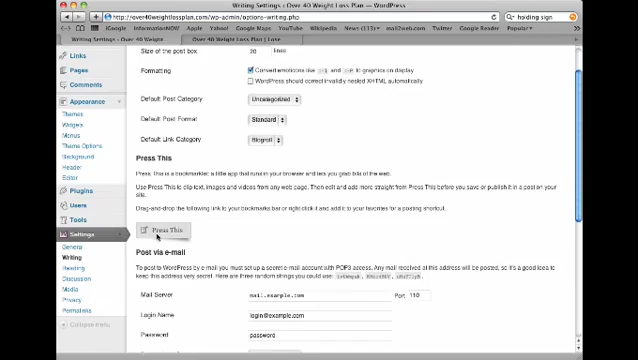 Writing Settings ‹ Over 40 Weight Loss Plan — WordPress
http://over40weightlossplan.com/wp-admin/options-writing.php
holding sign
iGoogle InformationNOW Apple Yahoo! Google Maps YouTube Wikipedia News mail2web.com Google Reader Popular
Writing Settings ‹ Over 40 Weight
Over 40 Weight Loss Plan | Lose
Links
Pages
Comments
Appearance
Themes
Widgets
Menus
Theme Options
Background
Header
Editor
Plugins
Users
Tools
Settings
General
Writing
Reading
Discussion
Media
Privacy
Permalinks
Collapse menu
Size of the post box 20 lines
Formatting
Convert emoticons like :-) and :-P to graphics on display
WordPress should correct invalidly nested XHTML automatically
Default Post Category Uncategorized
Default Post Format Standard
Default Link Category Blogroll
Press This
Press This is a bookmarklet: a little app that runs in your browser and lets you grab bits of the web.
Use Press This to clip text, images and videos from any web page. Then edit and add more straight from Press This before you save or publish it in a post on your
site.
Drag-and-drop the following link to your bookmarks bar or right click it and add it to your favorites for a posting shortcut.
Press This
Post via e-mail
To post to WordPress by e-mail you must set up a secret e-mail account with POP3 access. Any mail received at this address will be posted, so it's a good idea to
keep this address very secret. Here are three random strings you could use:
Mail Server mail.example.com Port 110
Login Name login@example.com
Password password